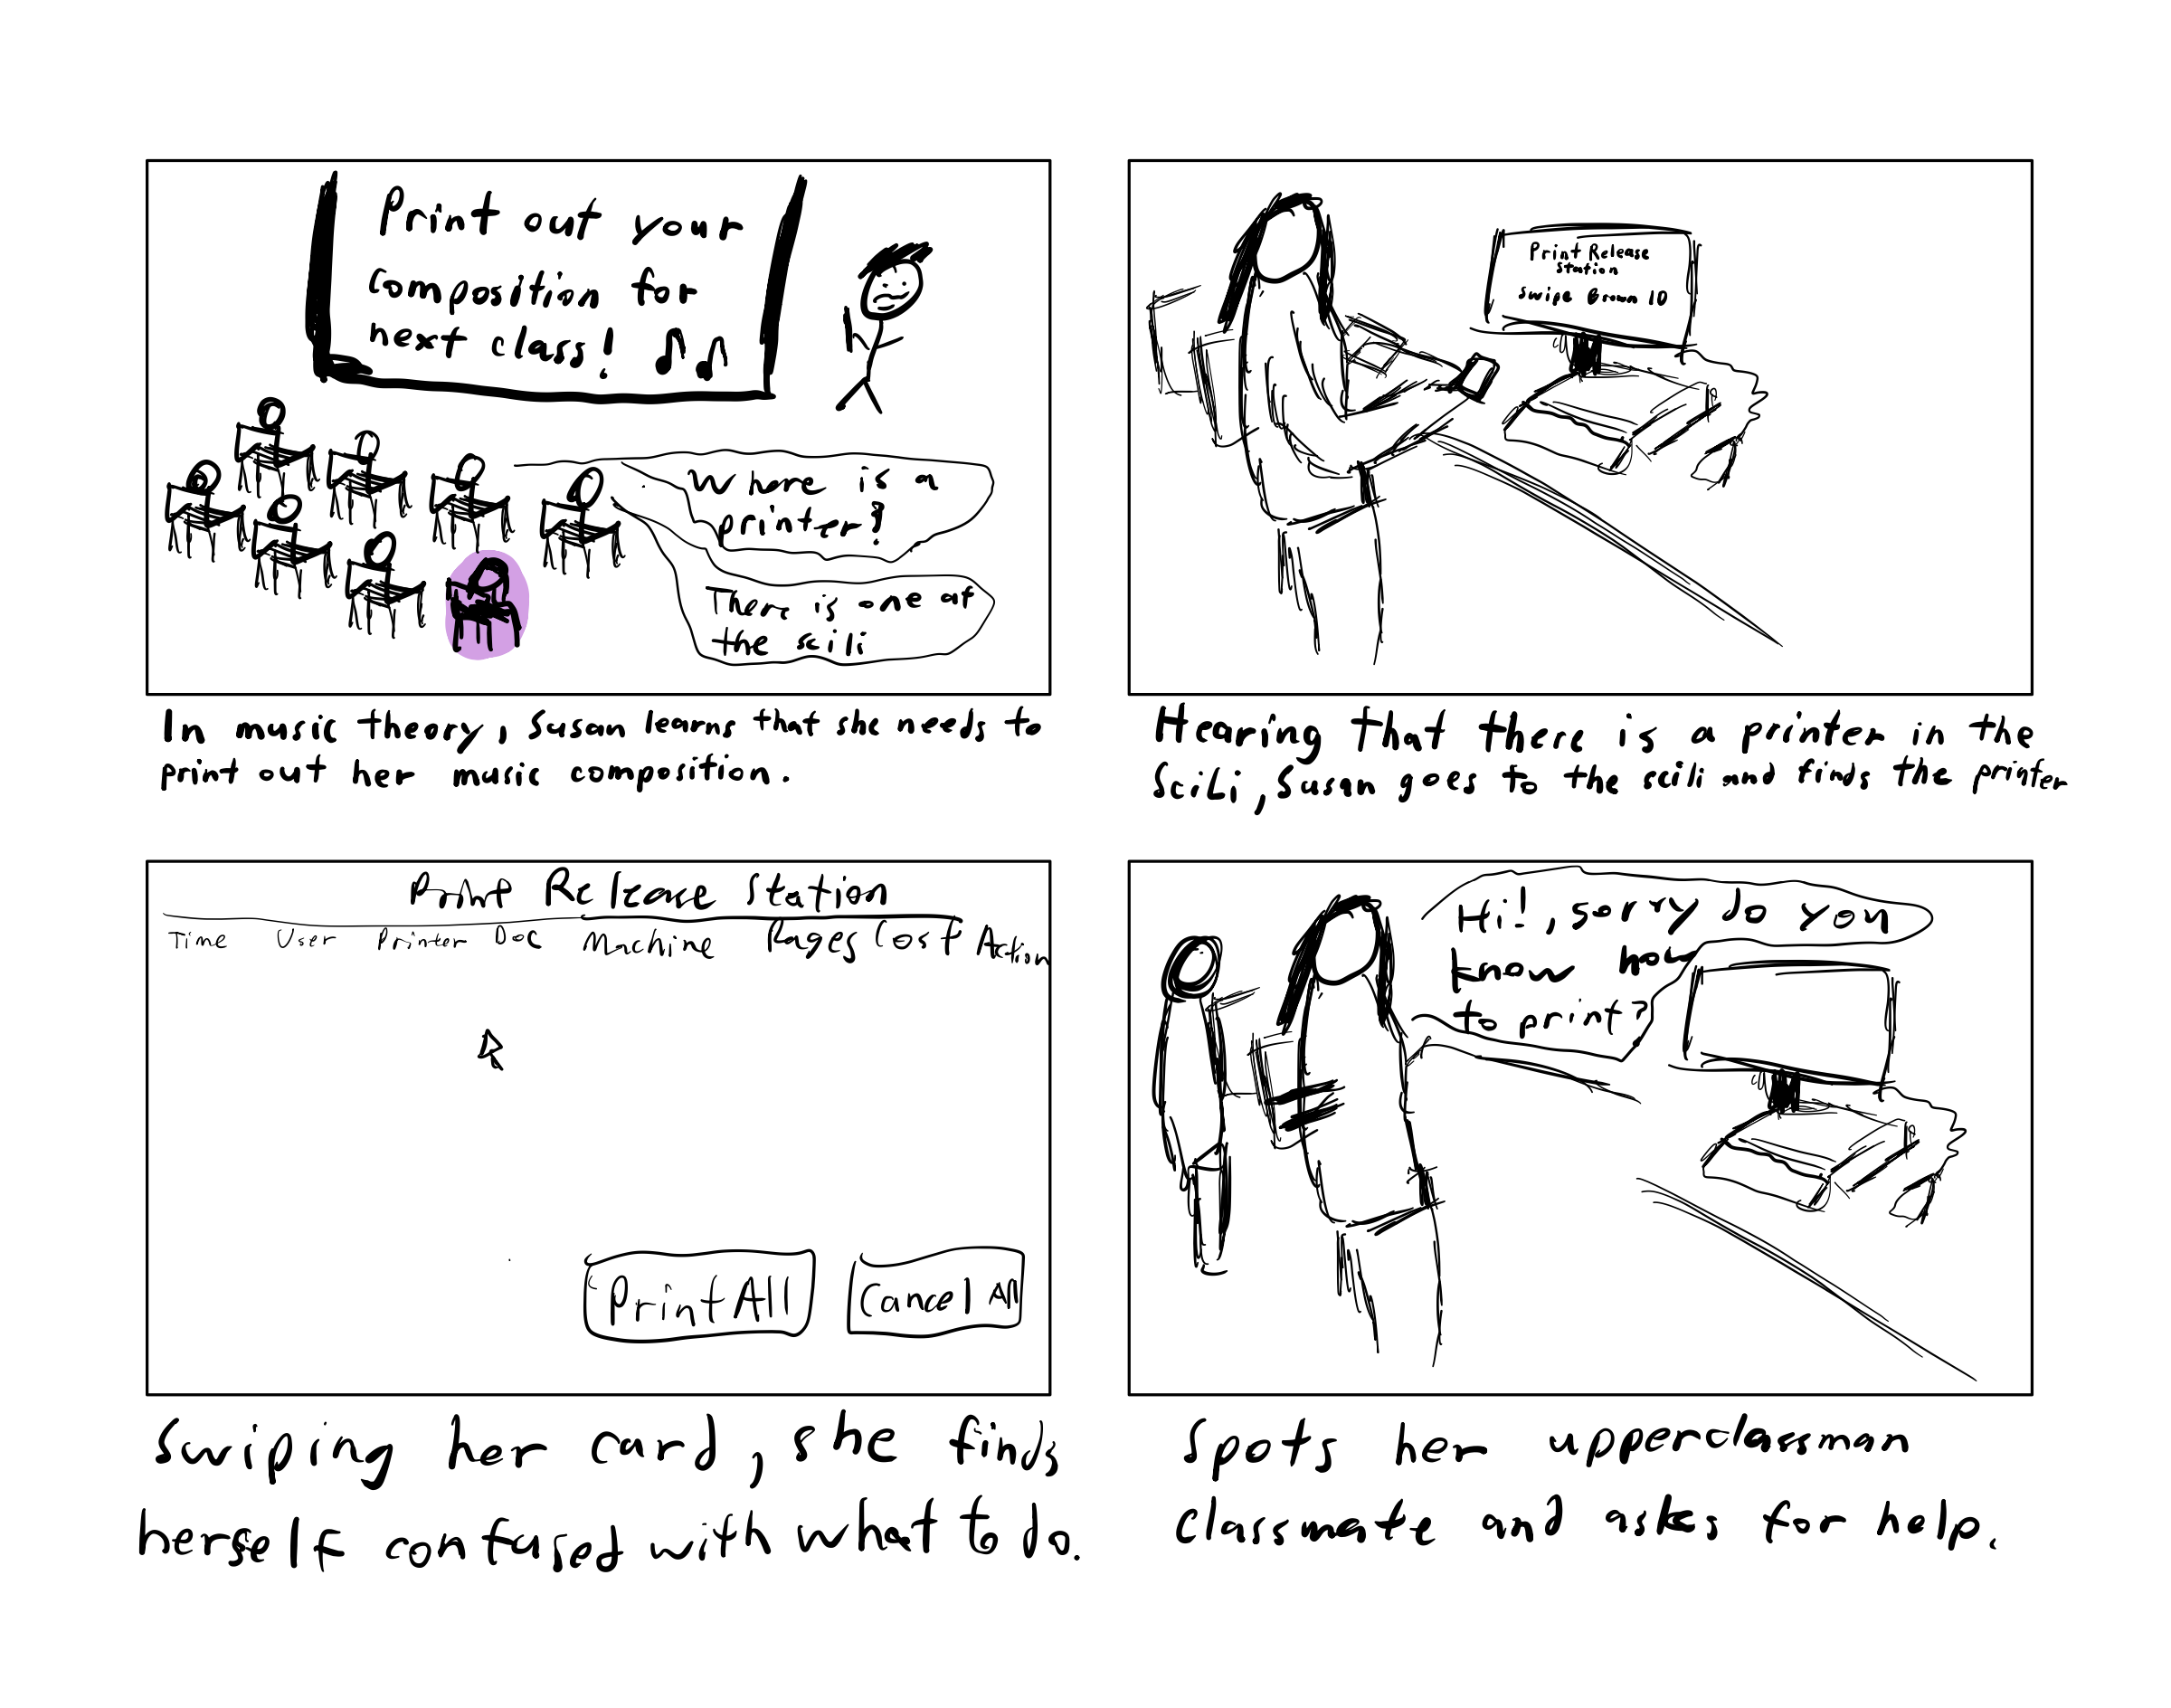 Print out your
composition for
next class!
Where is a
printer?
There is one at
the scili
In music theory, Susan learns that she needs to
print out her music composition.
Print Release
Station
Swipe Brown ID
Hearing that there is a printer in the
SciLi, Susan goes to the scili and finds the printer
Print Release Station
Time User Printer Doc Machine Pages Cost Action
Print All Cancel All
Swiping her card, she finds
herself confused with what to do.
Hi!, sorry do you
know how
to print?
Spots her upperclassman
classmate and asks for help.